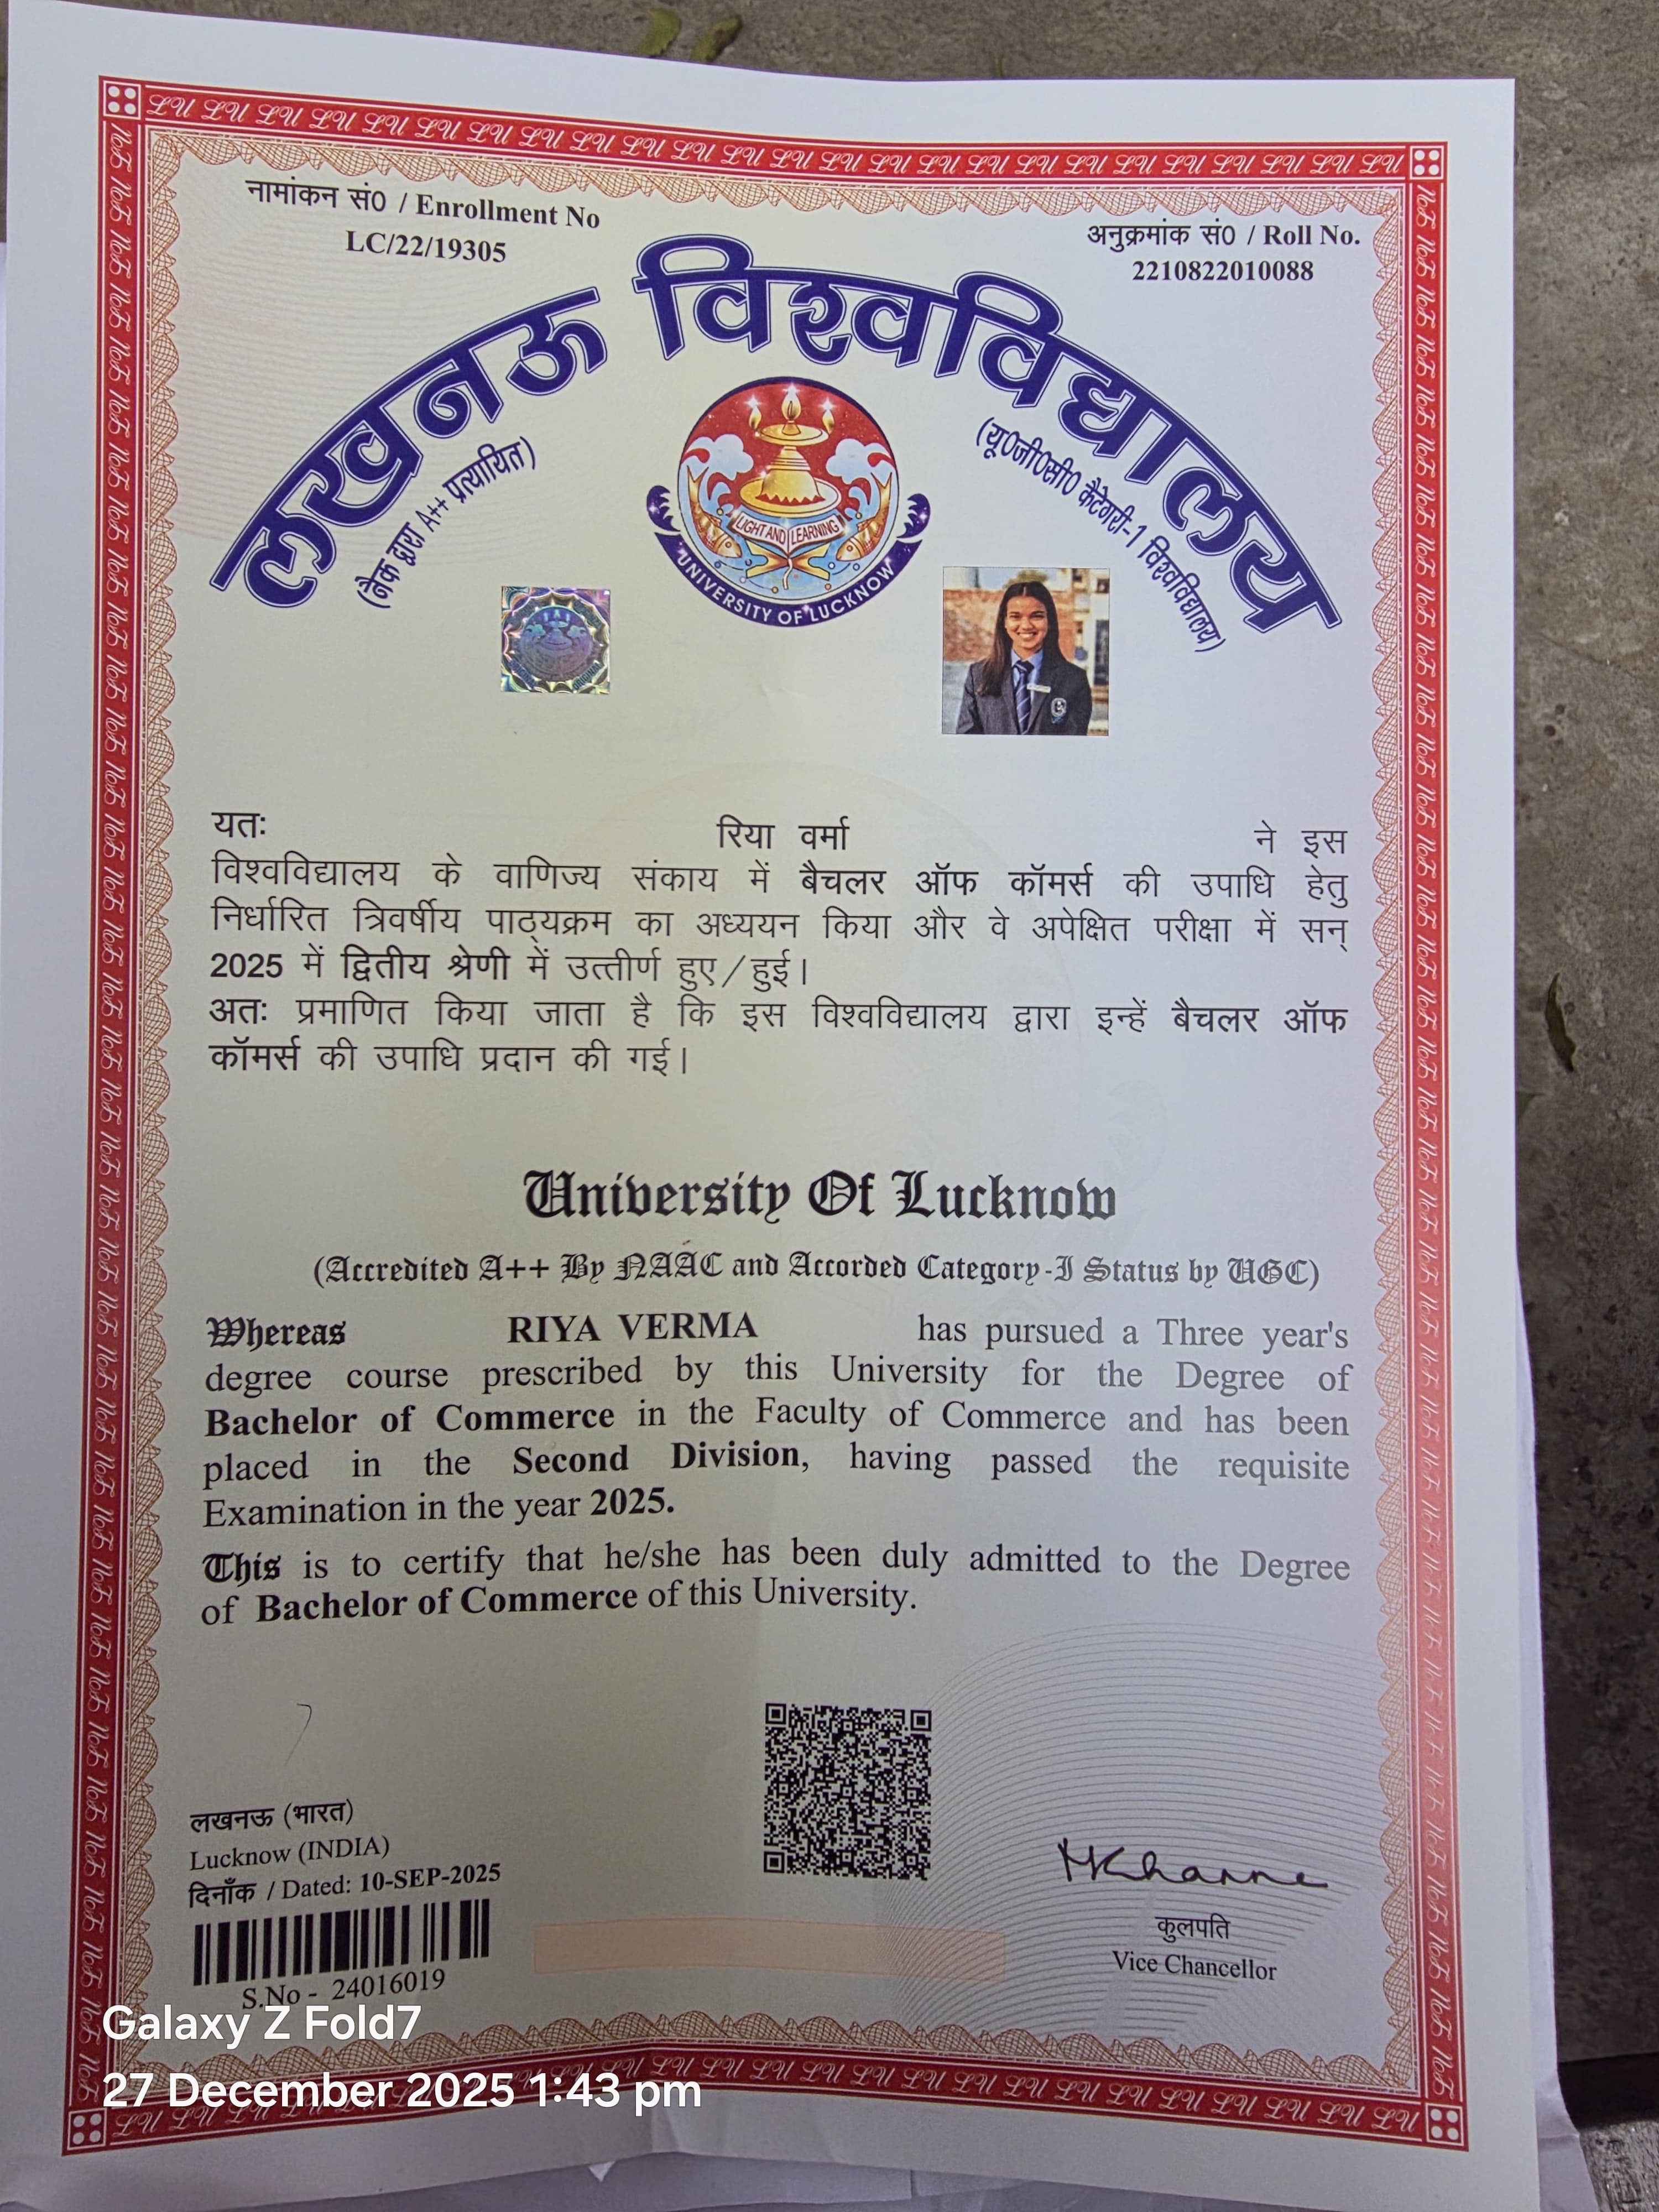 नामांकन सं0 / Enrollment No
LC/22/19305
अनुक्रमांक सं0 / Roll No.
2210822010088
लखनऊ विश्वविद्यालय
(नैक द्वारा A++ प्रत्यायित)
(यू0जी0सी0 कैटेगरी-1 विश्वविद्यालय)
LIGHT AND LEARNING
UNIVERSITY OF LUCKNOW
ORIGINAL
यतः रिया वर्मा ने इस
विश्वविद्यालय के वाणिज्य संकाय में बैचलर ऑफ कॉमर्स की उपाधि हेतु
निर्धारित त्रिवर्षीय पाठ्यक्रम का अध्ययन किया और वे अपेक्षित परीक्षा में सन्
2025 में द्वितीय श्रेणी में उत्तीर्ण हुए/हुई।
अतः प्रमाणित किया जाता है कि इस विश्वविद्यालय द्वारा इन्हें बैचलर ऑफ
कॉमर्स की उपाधि प्रदान की गई।
University Of Lucknow
(Accredited A++ By NAAC and Accorded Category-I Status by UGC)
Whereas RIYA VERMA has pursued a Three year's
degree course prescribed by this University for the Degree of
Bachelor of Commerce in the Faculty of Commerce and has been
placed in the Second Division, having passed the requisite
Examination in the year 2025.
This is to certify that he/she has been duly admitted to the Degree
of Bachelor of Commerce of this University.
लखनऊ (भारत)
Lucknow (INDIA)
दिनाँक / Dated: 10-SEP-2025
S.No - 24016019
MKhanna
कुलपति
Vice Chancellor
Galaxy Z Fold7
27 December 2025 1:43 pm